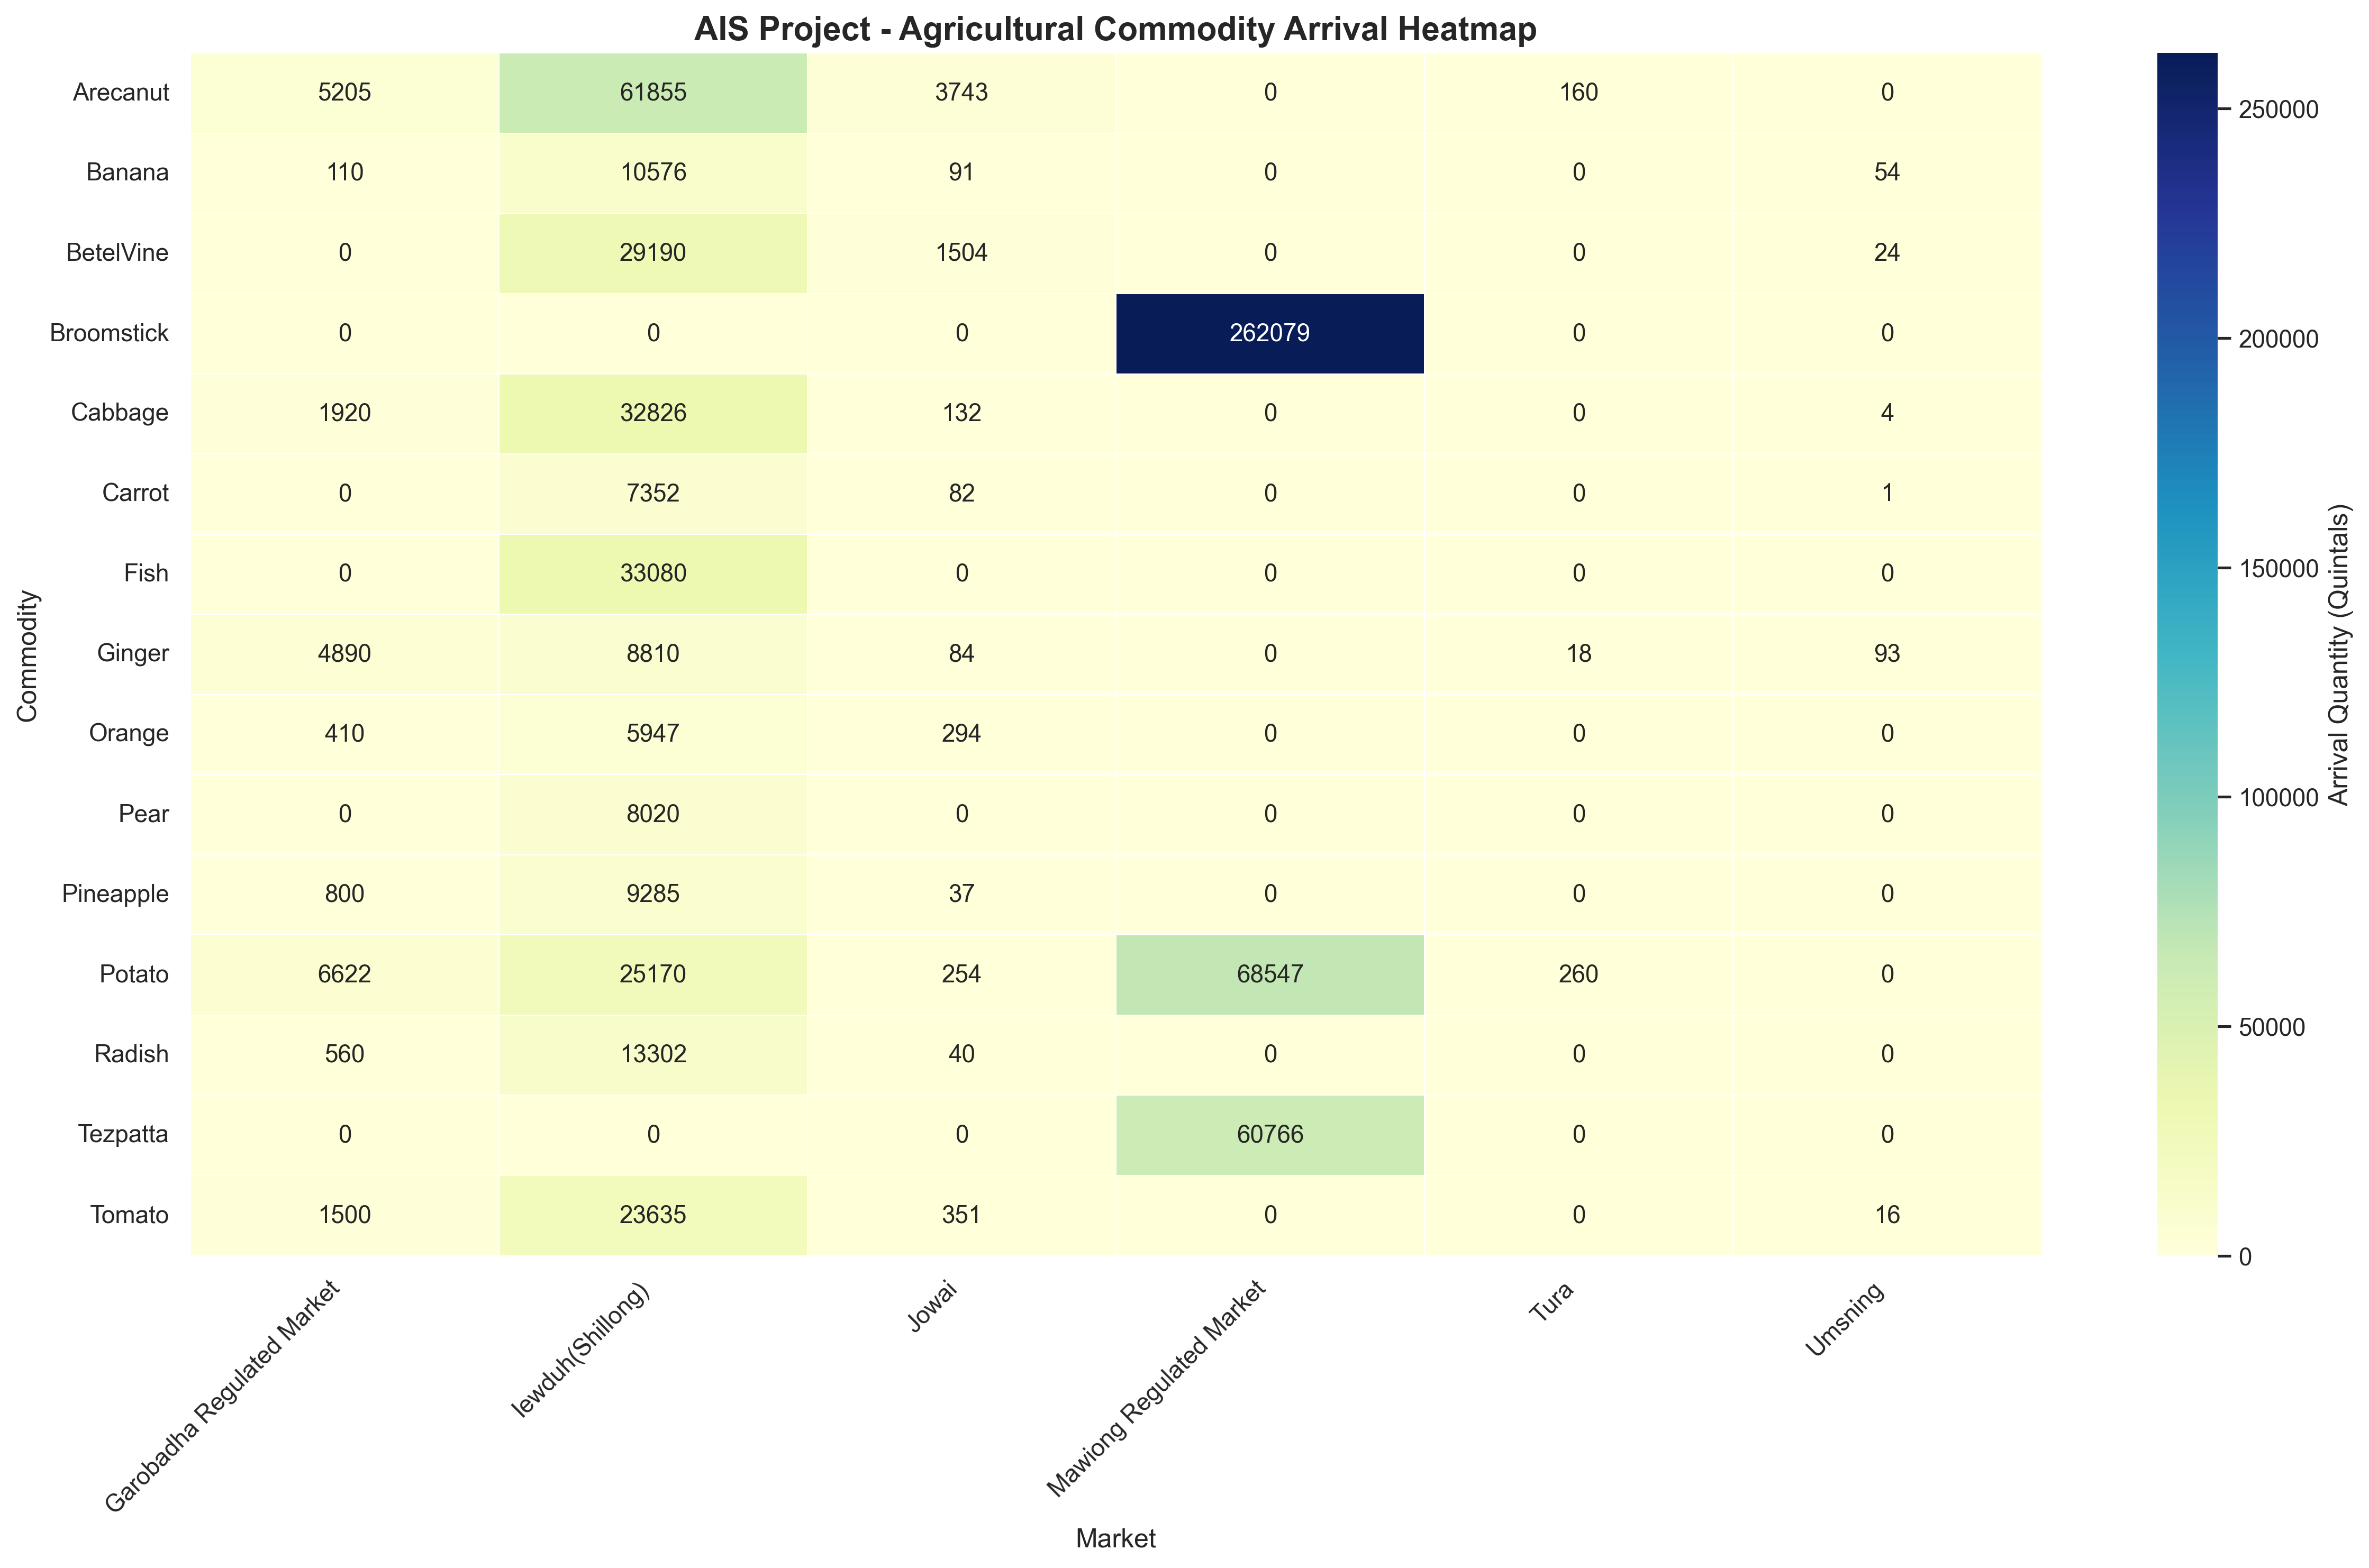 AIS Project - Agricultural Commodity Arrival Heatmap
Arecanut 5205 61855 3743 0 160 0
Banana 110 10576 91 0 0 54
BetelVine 0 29190 1504 0 0 24
Broomstick 0 0 0 262079 0 0
Cabbage 1920 32826 132 0 0 4
Carrot 0 7352 82 0 0 1
Fish 0 33080 0 0 0 0
Ginger 4890 8810 84 0 18 93
Orange 410 5947 294 0 0 0
Pear 0 8020 0 0 0 0
Pineapple 800 9285 37 0 0 0
Potato 6622 25170 254 68547 260 0
Radish 560 13302 40 0 0 0
Tezpatta 0 0 0 60766 0 0
Tomato 1500 23635 351 0 0 16
Commodity
Garobadha Regulated Market
Iewduh(Shillong)
Jowai
Mawiong Regulated Market
Tura
Umsning
Market
250000
200000
150000
100000
50000
0
Arrival Quantity (Quintals)